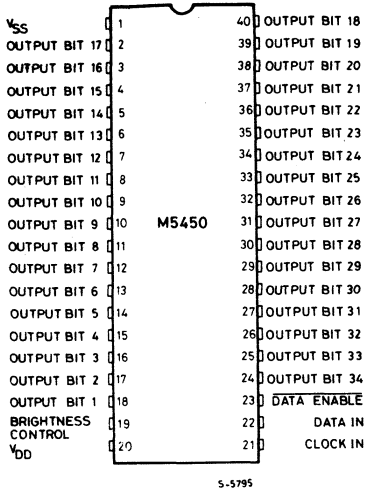 VSS 1 40 OUTPUT BIT 18
OUTPUT BIT 17 2 39 OUTPUT BIT 19
OUTPUT BIT 16 3 38 OUTPUT BIT 20
OUTPUT BIT 15 4 37 OUTPUT BIT 21
OUTPUT BIT 14 5 36 OUTPUT BIT 22
OUTPUT BIT 13 6 35 OUTPUT BIT 23
OUTPUT BIT 12 7 34 OUTPUT BIT 24
OUTPUT BIT 11 8 33 OUTPUT BIT 25
OUTPUT BIT 10 9 32 OUTPUT BIT 26
OUTPUT BIT 9 10 M5450 31 OUTPUT BIT 27
OUTPUT BIT 8 11 30 OUTPUT BIT 28
OUTPUT BIT 7 12 29 OUTPUT BIT 29
OUTPUT BIT 6 13 28 OUTPUT BIT 30
OUTPUT BIT 5 14 27 OUTPUT BIT 31
OUTPUT BIT 4 15 26 OUTPUT BIT 32
OUTPUT BIT 3 16 25 OUTPUT BIT 33
OUTPUT BIT 2 17 24 OUTPUT BIT 34
OUTPUT BIT 1 18 23 DATA ENABLE
BRIGHTNESS CONTROL 19 22 DATA IN
VDD 20 21 CLOCK IN
S-5795